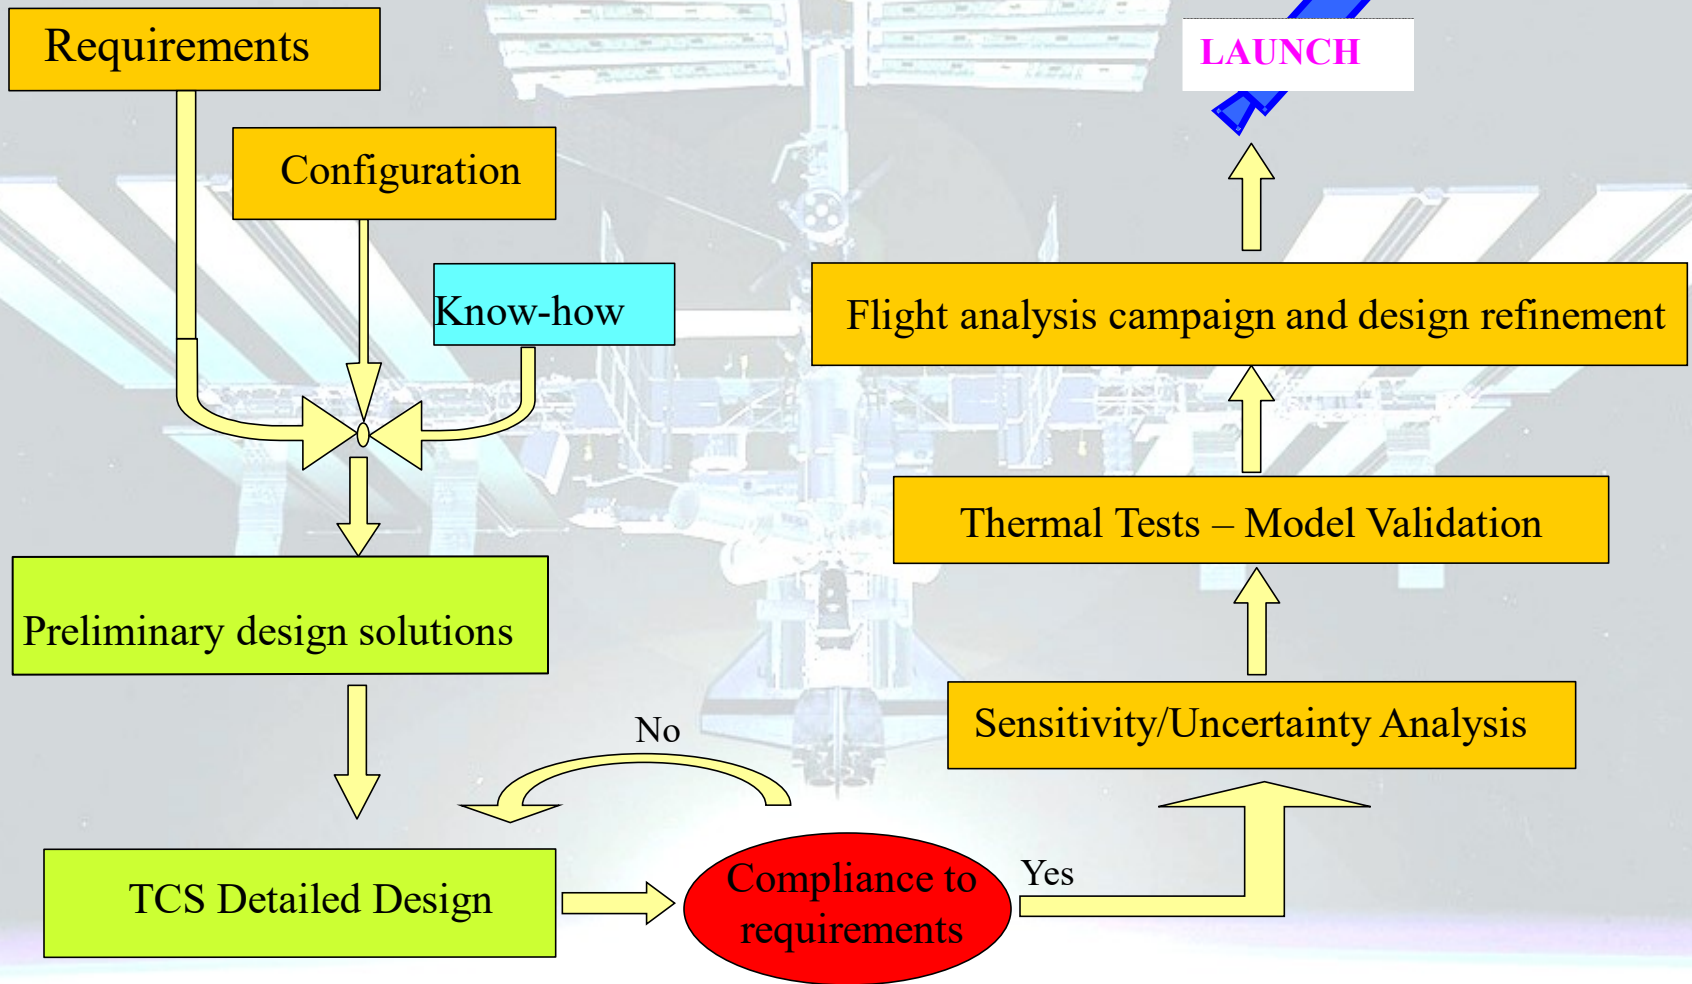 Requirements
Configuration
Know-how
Preliminary design solutions
TCS Detailed Design
No
Compliance to
requirements
Yes
Sensitivity/Uncertainty Analysis
Thermal Tests – Model Validation
Flight analysis campaign and design refinement
LAUNCH